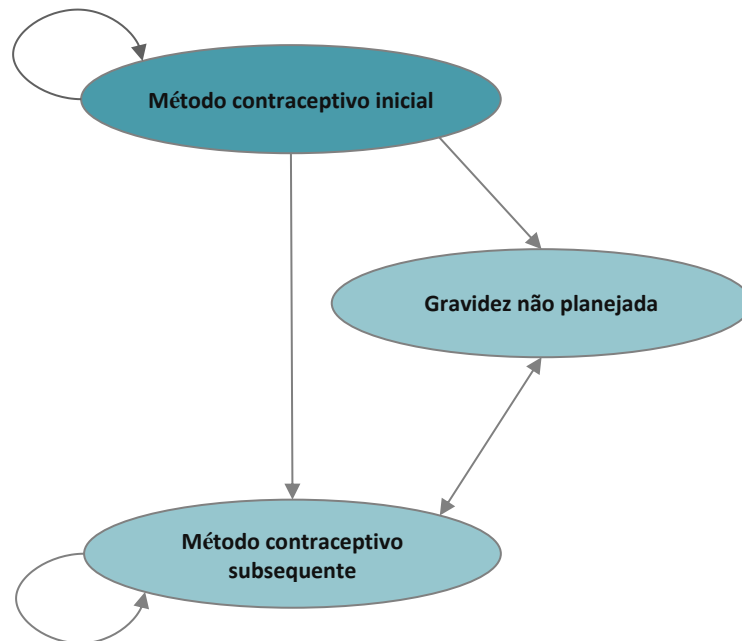 Método contraceptivo inicial
Gravidez não planejada
Método contraceptivo
subsequente